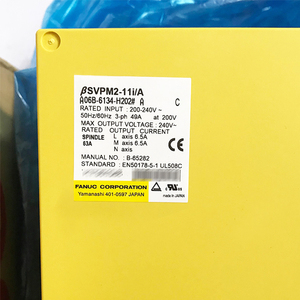 βSVPM2-11i/A
A06B-6134-H202# A C
RATED INPUT : 200-240V ~
50Hz/60Hz 3-ph 49A at 200V
MAX OUTPUT VOLTAGE: 240V~
RATED OUTPUT CURRENT
SPINDLE L axis 6.5A
63A M axis 6.5A
N axis
MANUAL NO. : B-65282
STANDARD : EN50178-5-1 UL508C
FANUC CORPORATION
Yamanashi 401-0597 JAPAN
MADE IN JAPAN